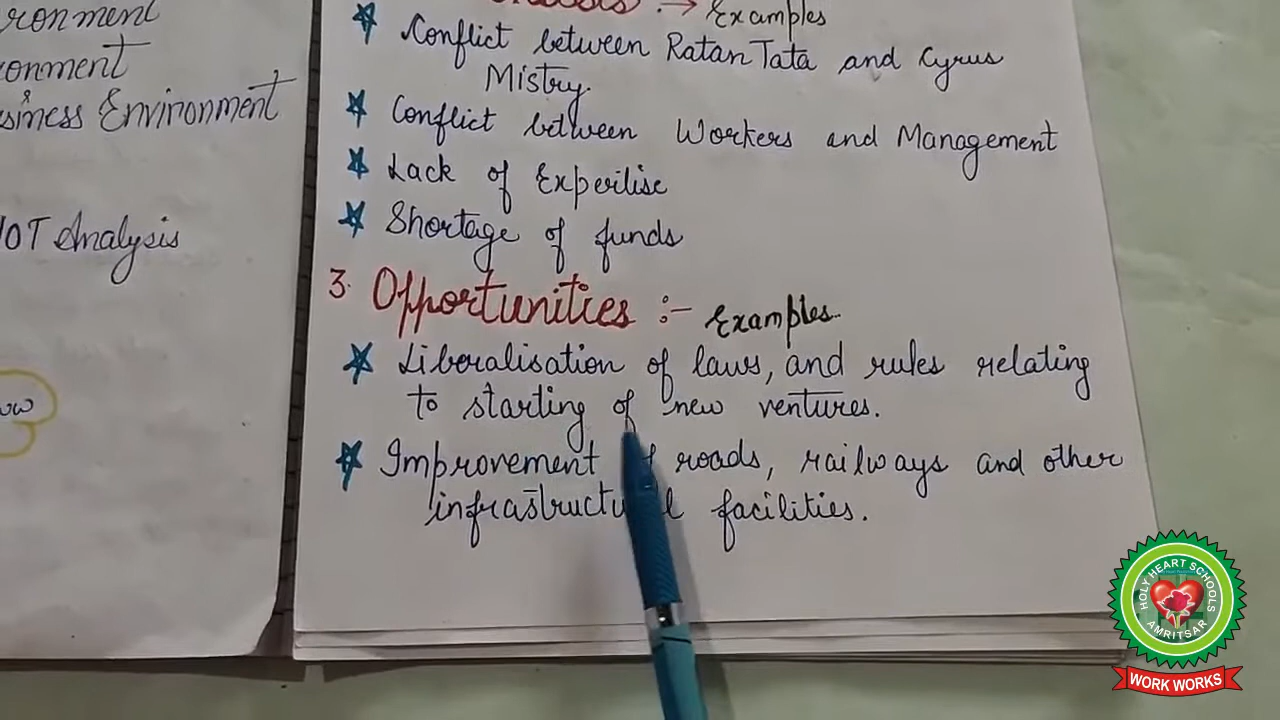 ronment
onment
siness Environment
OT Analysis
→ Examples
Conflict between Ratan Tata and Cyrus
Mistry.
Conflict between Workers and Management
Lack of Expertise
Shortage of funds
3. Opportunities :- Examples.
Liberalisation of laws, and rules relating
to starting of new ventures.
Improvement of roads, railways and other
facilities.
HOLY HEART SCHOOLS
AMRITSAR
WORK WORKS